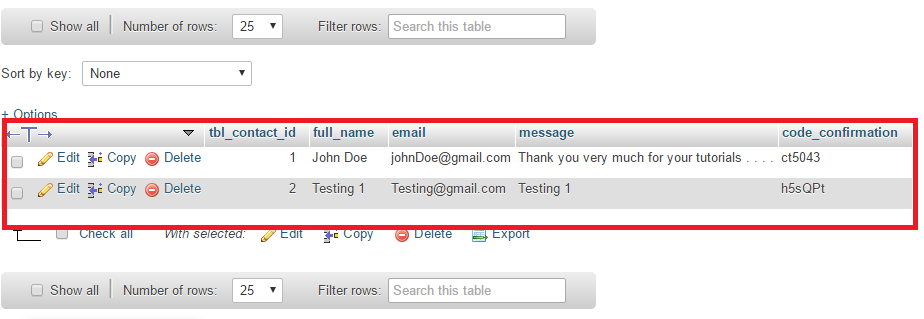 Show all Number of rows: 25 Filter rows: Search this table
Sort by key: None
+ Options
tbl_contact_id full_name email message code_confirmation
Edit Copy Delete 1 John Doe johnDoe@gmail.com Thank you very much for your tutorials . . . . ct5043
Edit Copy Delete 2 Testing 1 Testing@gmail.com Testing 1 h5sQPt
Check all With selected: Edit Copy Delete Export
Show all Number of rows: 25 Filter rows: Search this table